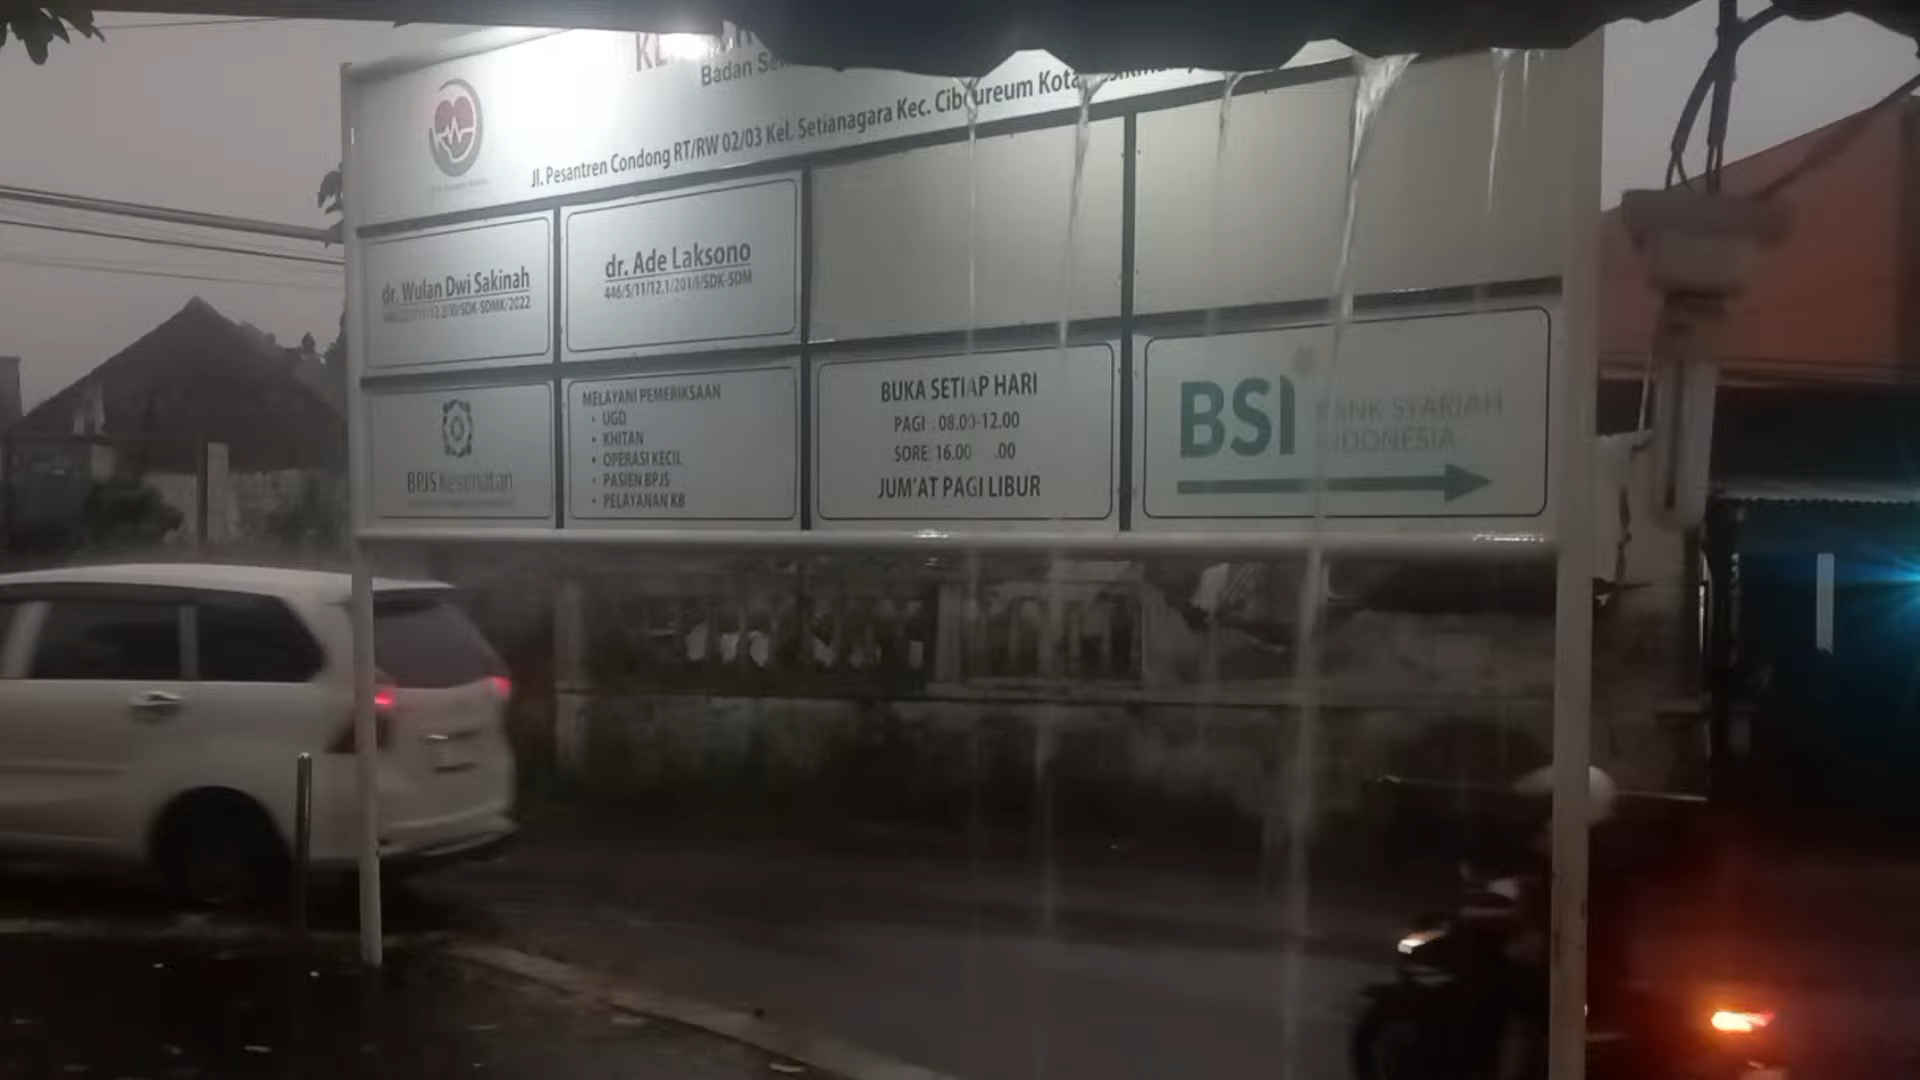 Badan
Jl. Pesantren Condong RT/RW 02/03 Kel. Setianagara Kec. Cibeureum Kota
dr. Wulan Dwi Sakinah
dr. Ade Laksono
446/5/11/12.1/201/I/SDK-SDM
BPJS Kesehatan
MELAYANI PEMERIKSAAN
• UGD
• KHITAN
• OPERASI KECIL
• PASIEN BPJS
• PELAYANAN KB
BUKA SETIAP HARI
PAGI : 08.00-12.00
SORE: 16.00 .00
JUM'AT PAGI LIBUR
BSI BANK SYARIAH
INDONESIA